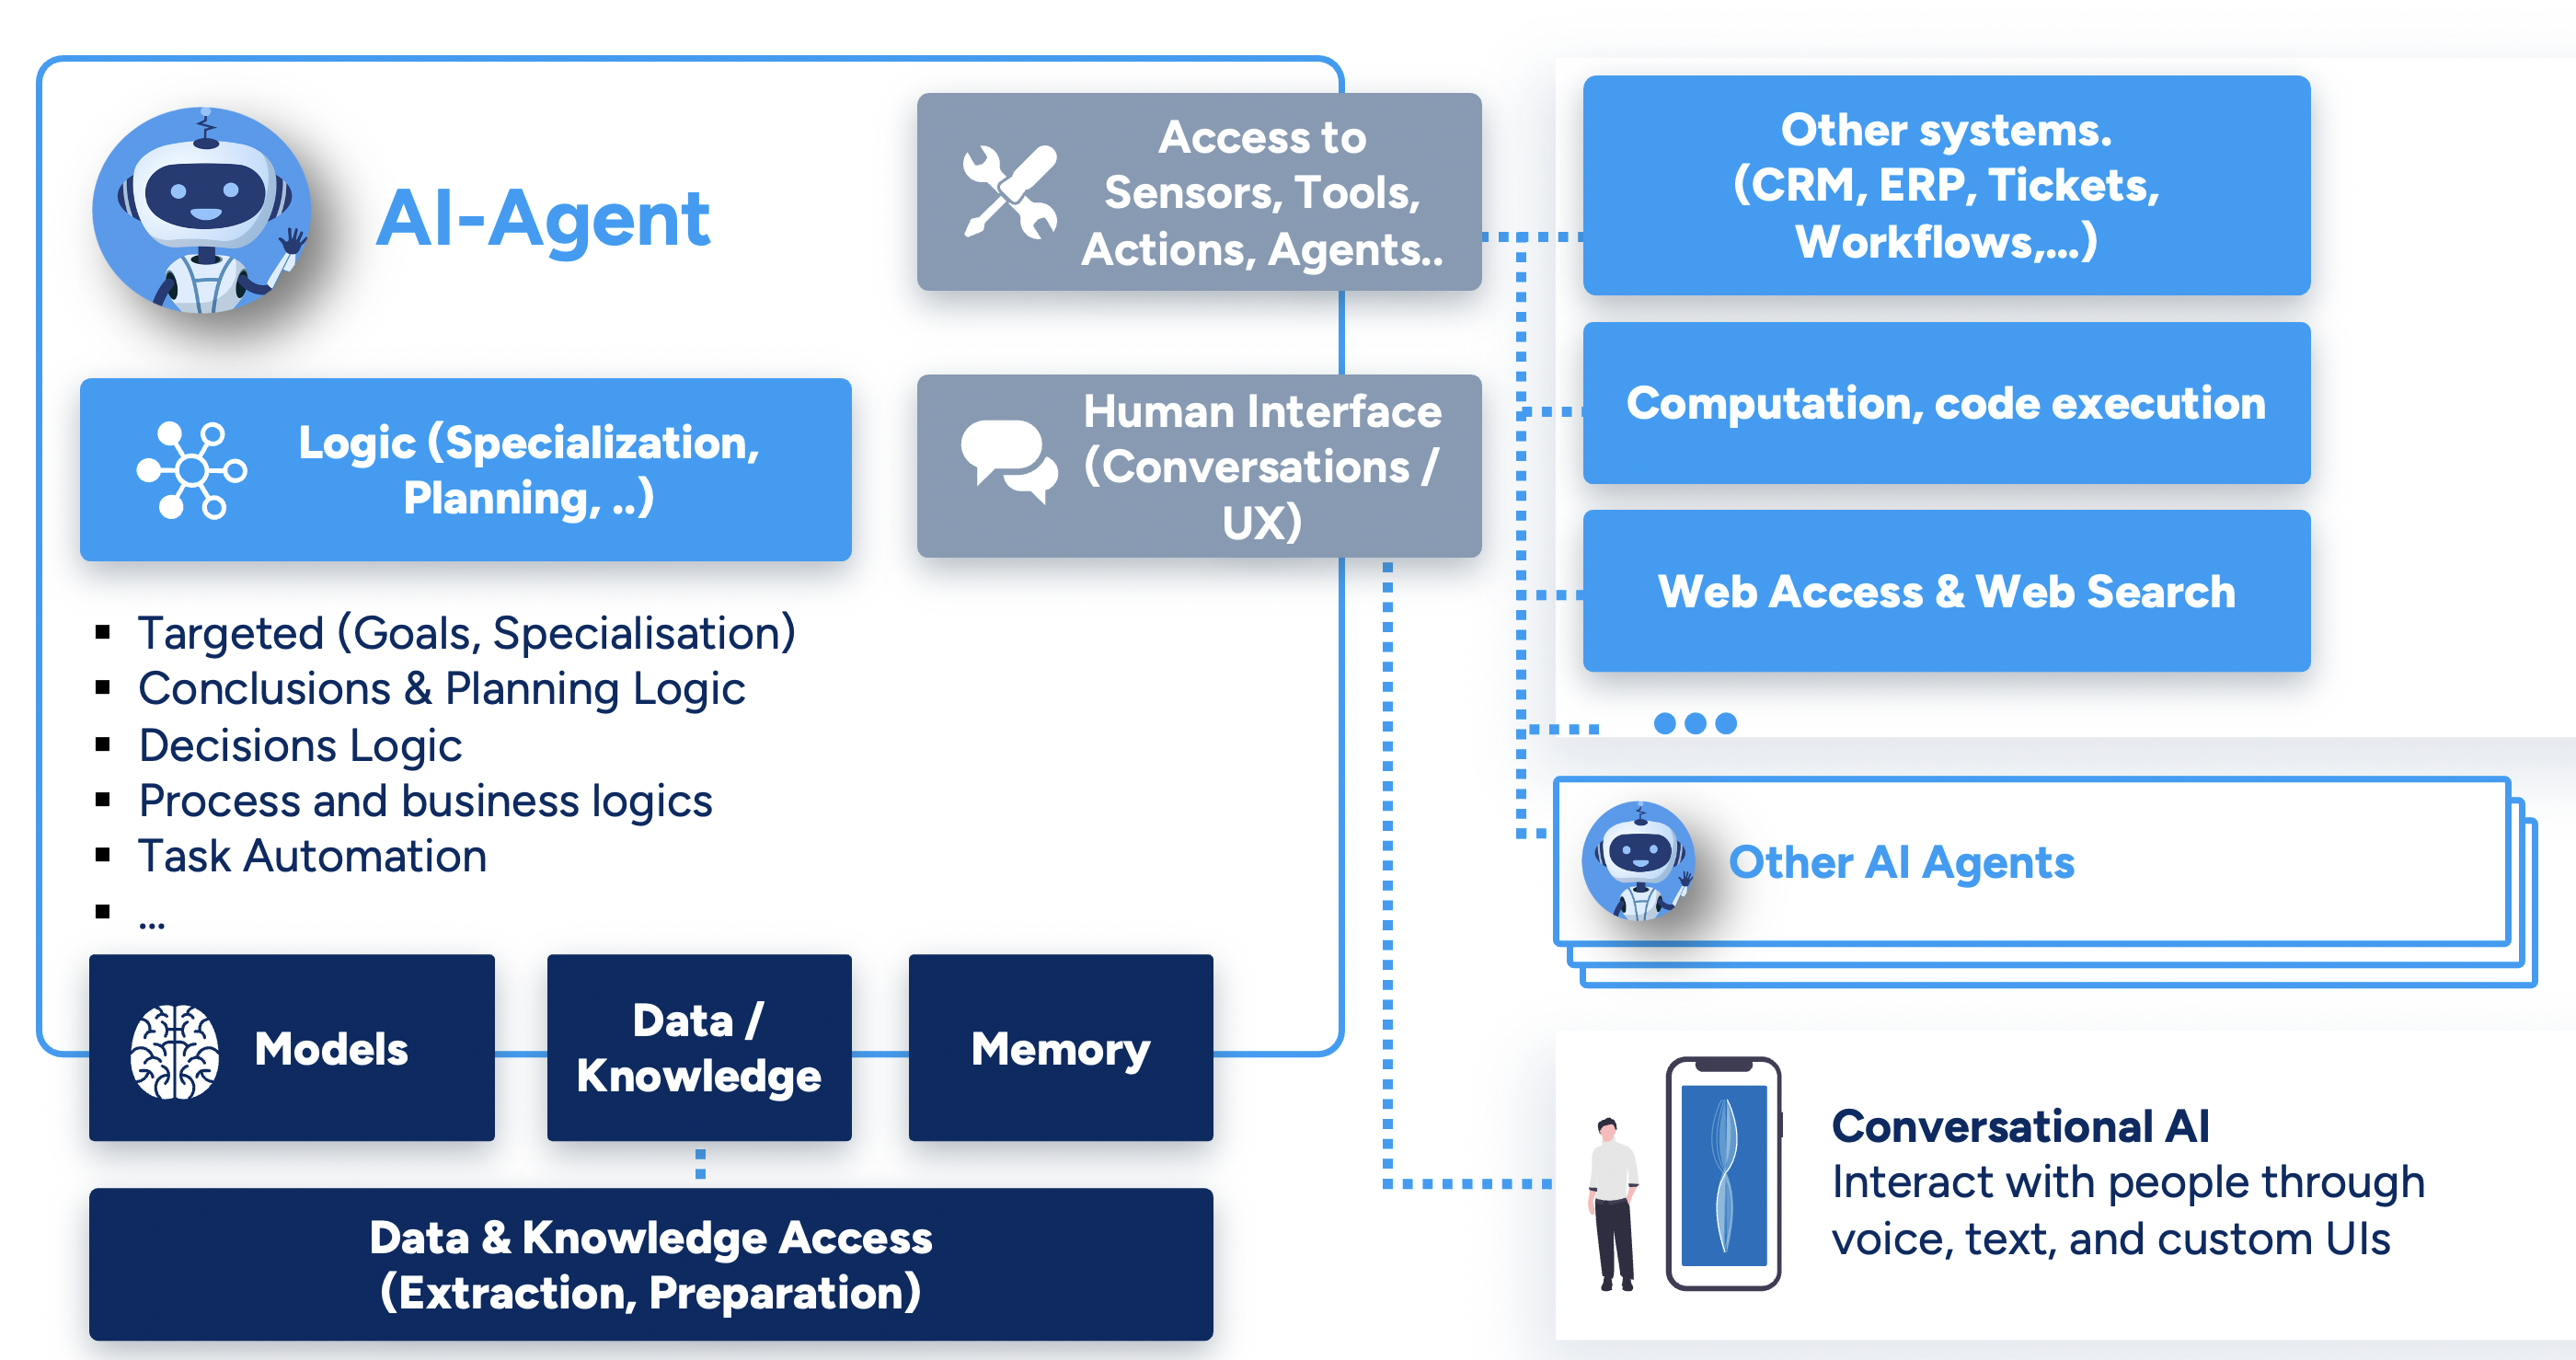 AI-Agent
Access to
Sensors, Tools,
Actions, Agents..
Logic (Specialization,
Planning, ..)
Human Interface
(Conversations /
UX)
▪ Targeted (Goals, Specialisation)
▪ Conclusions & Planning Logic
▪ Decisions Logic
▪ Process and business logics
▪ Task Automation
▪ ...
Models
Data /
Knowledge
Memory
Data & Knowledge Access
(Extraction, Preparation)
Other systems.
(CRM, ERP, Tickets,
Workflows,...)
Computation, code execution
Web Access & Web Search
Other AI Agents
Conversational AI
Interact with people through
voice, text, and custom UIs